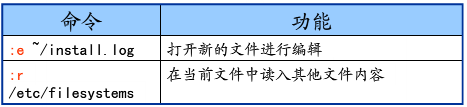 命令 功能
:e ~/install.log 打开新的文件进行编辑
:r 在当前文件中读入其他文件内容
/etc/filesystems